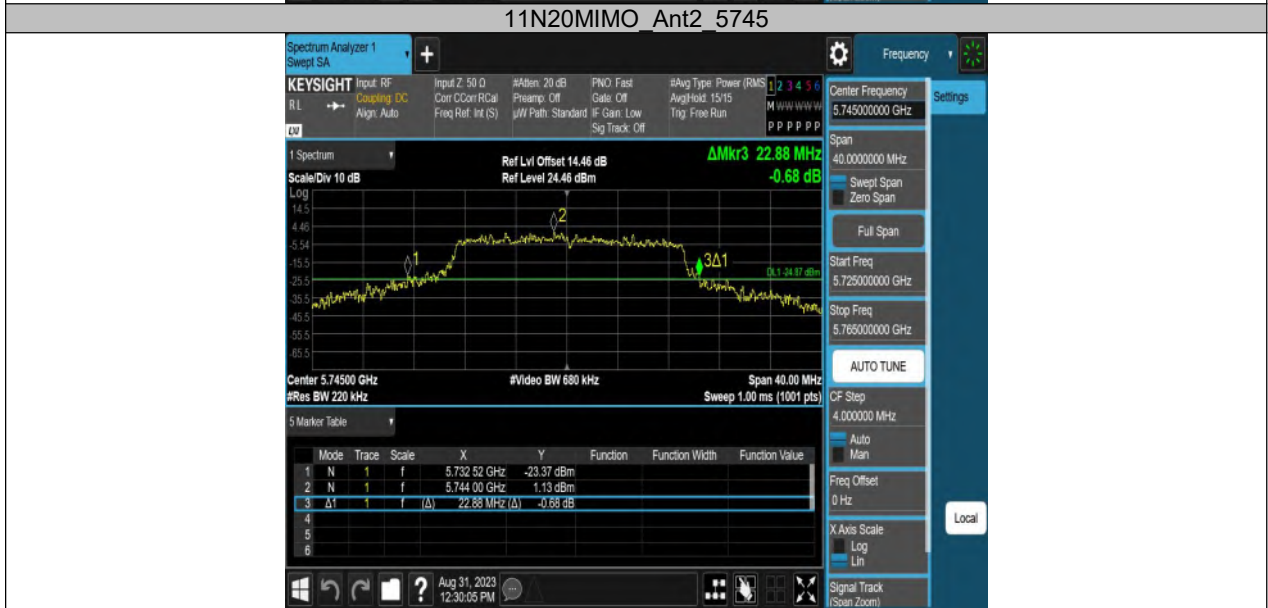 11N20MIMO_Ant2_5745
Spectrum Analyzer 1
Swept SA
+
Frequency
KEYSIGHT Input: RF Input Z: 50 Ω #Atten: 20 dB PNO: Fast #Avg Type: Power (RMS 1 2 3 4 5 6
RL Coupling: DC Corr CCorr RCal Preamp: Off Gate: Off Avg|Hold: 15/15 M W W W W W
Align: Auto Freq Ref: Int (S) µW Path: Standard IF Gain: Low Trig: Free Run
Sig Track: Off P P P P P P
LXI
Center Frequency
5.745000000 GHz
Settings
1 Spectrum
Ref Lvl Offset 14.46 dB
ΔMkr3 22.88 MHz
Scale/Div 10 dB
Ref Level 24.46 dBm
-0.68 dB
Log
14.5
4.46
-5.54
-15.5
-25.5
-35.5
-45.5
-55.5
-65.5
1
2
3Δ1
DL1 -24.87 dBm
Center 5.74500 GHz #Video BW 680 kHz Span 40.00 MHz
#Res BW 220 kHz Sweep 1.00 ms (1001 pts)
Span
40.0000000 MHz
Swept Span
Zero Span
Full Span
Start Freq
5.725000000 GHz
Stop Freq
5.765000000 GHz
AUTO TUNE
CF Step
4.000000 MHz
Auto
Man
Freq Offset
0 Hz
X Axis Scale
Log
Lin
Signal Track
(Span Zoom)
Local
5 Marker Table
Mode Trace Scale X Y Function Function Width Function Value
1 N 1 f 5.732 52 GHz -23.37 dBm
2 N 1 f 5.744 00 GHz 1.13 dBm
3 Δ1 1 f (Δ) 22.88 MHz (Δ) -0.68 dB
4
5
6
?
Aug 31, 2023
12:30:05 PM